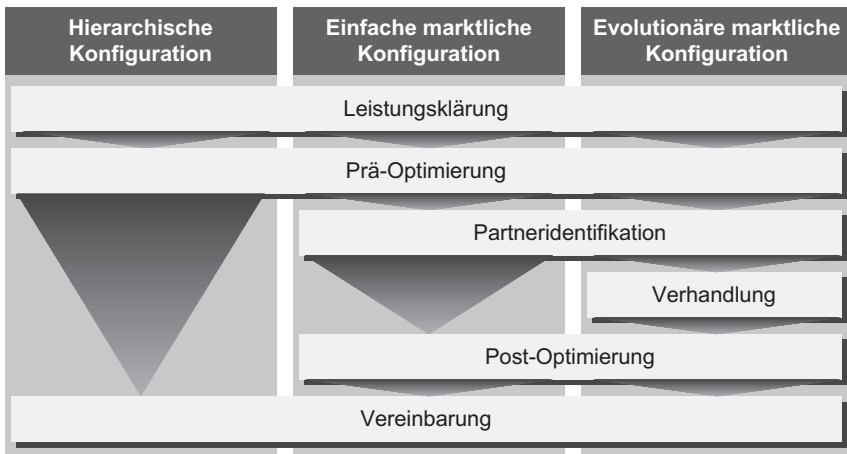 Hierarchische
Konfiguration
Einfache marktliche
Konfiguration
Evolutionäre marktliche
Konfiguration
Leistungsklärung
Prä-Optimierung
Partneridentifikation
Verhandlung
Post-Optimierung
Vereinbarung